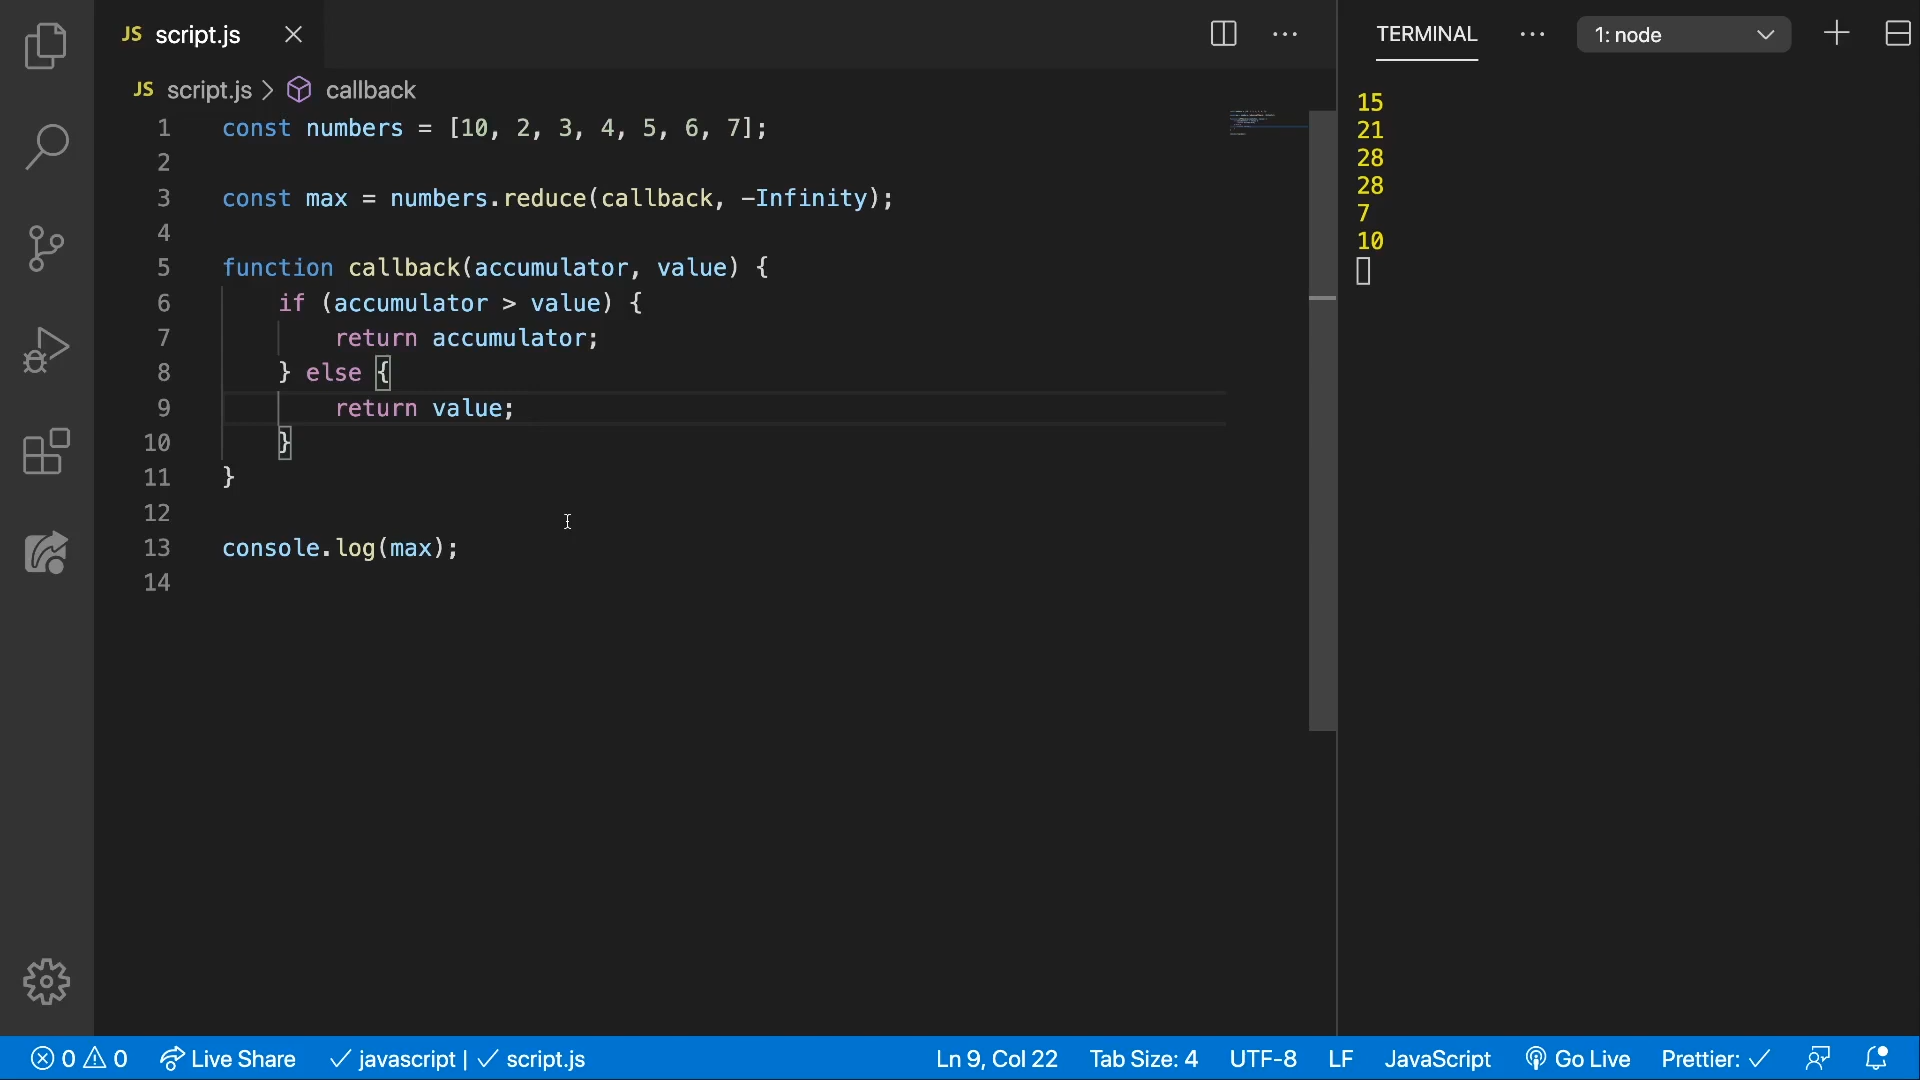 JS script.js
JS script.js > callback
1 const numbers = [10, 2, 3, 4, 5, 6, 7];
2
3 const max = numbers.reduce(callback, -Infinity);
4
5 function callback(accumulator, value) {
6 if (accumulator > value) {
7 return accumulator;
8 } else {
9 return value;
10 }
11 }
12
13 console.log(max);
14
TERMINAL ... 1: node
15
21
28
28
7
10
0 0 Live Share javascript | script.js Ln 9, Col 22 Tab Size: 4 UTF-8 LF JavaScript Go Live Prettier: